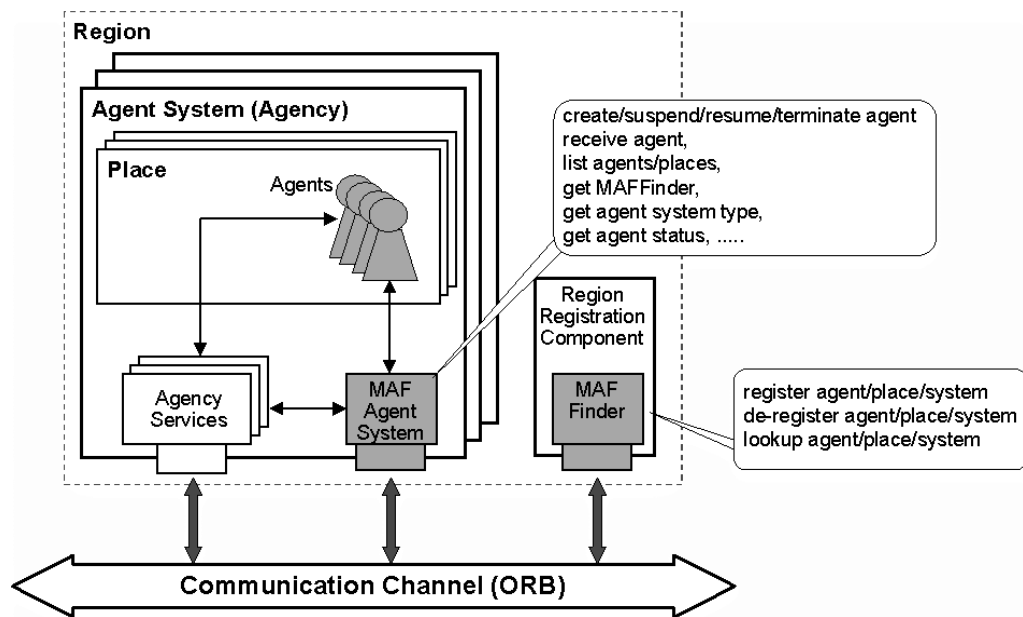 Region
Agent System (Agency)
Place
Agents
create/suspend/resume/terminate agent
receive agent,
list agents/places,
get MAFFinder,
get agent system type,
get agent status, .....
Region
Registration
Component
Agency
Services
MAF
Agent
System
MAF
Finder
register agent/place/system
de-register agent/place/system
lookup agent/place/system
Communication Channel (ORB)